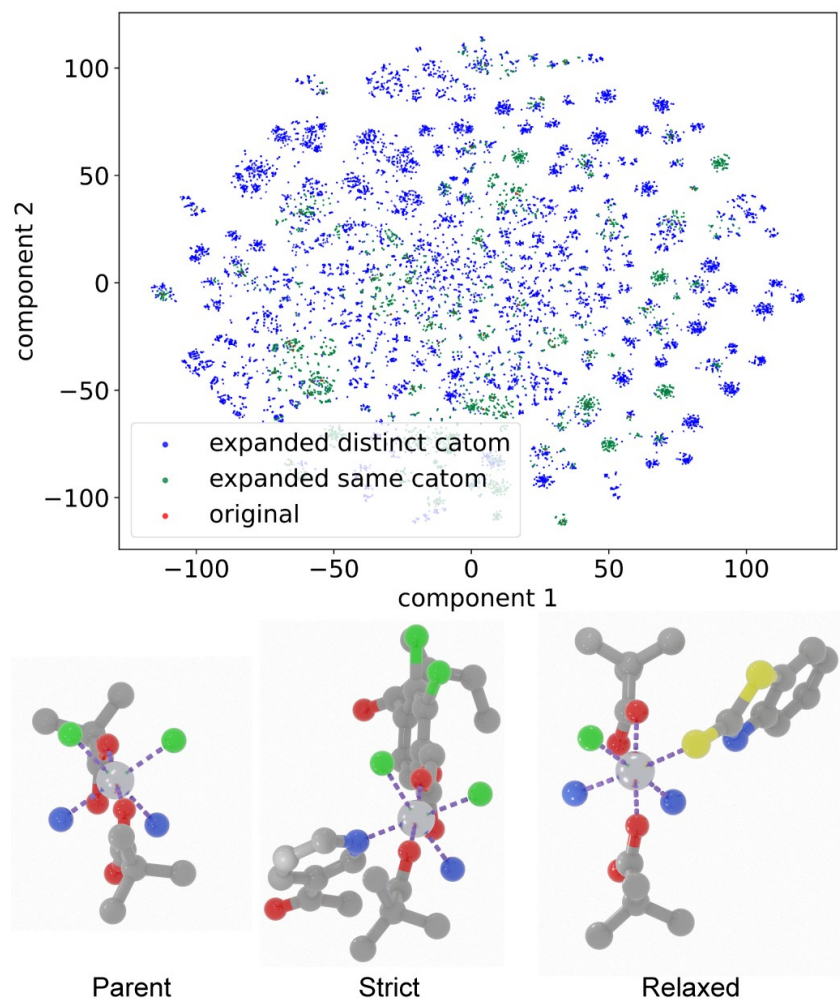 100
50
0
−50
−100
component 2
expanded distinct catom
expanded same catom
original
−100 −50 0 50 100
component 1
Parent Strict Relaxed